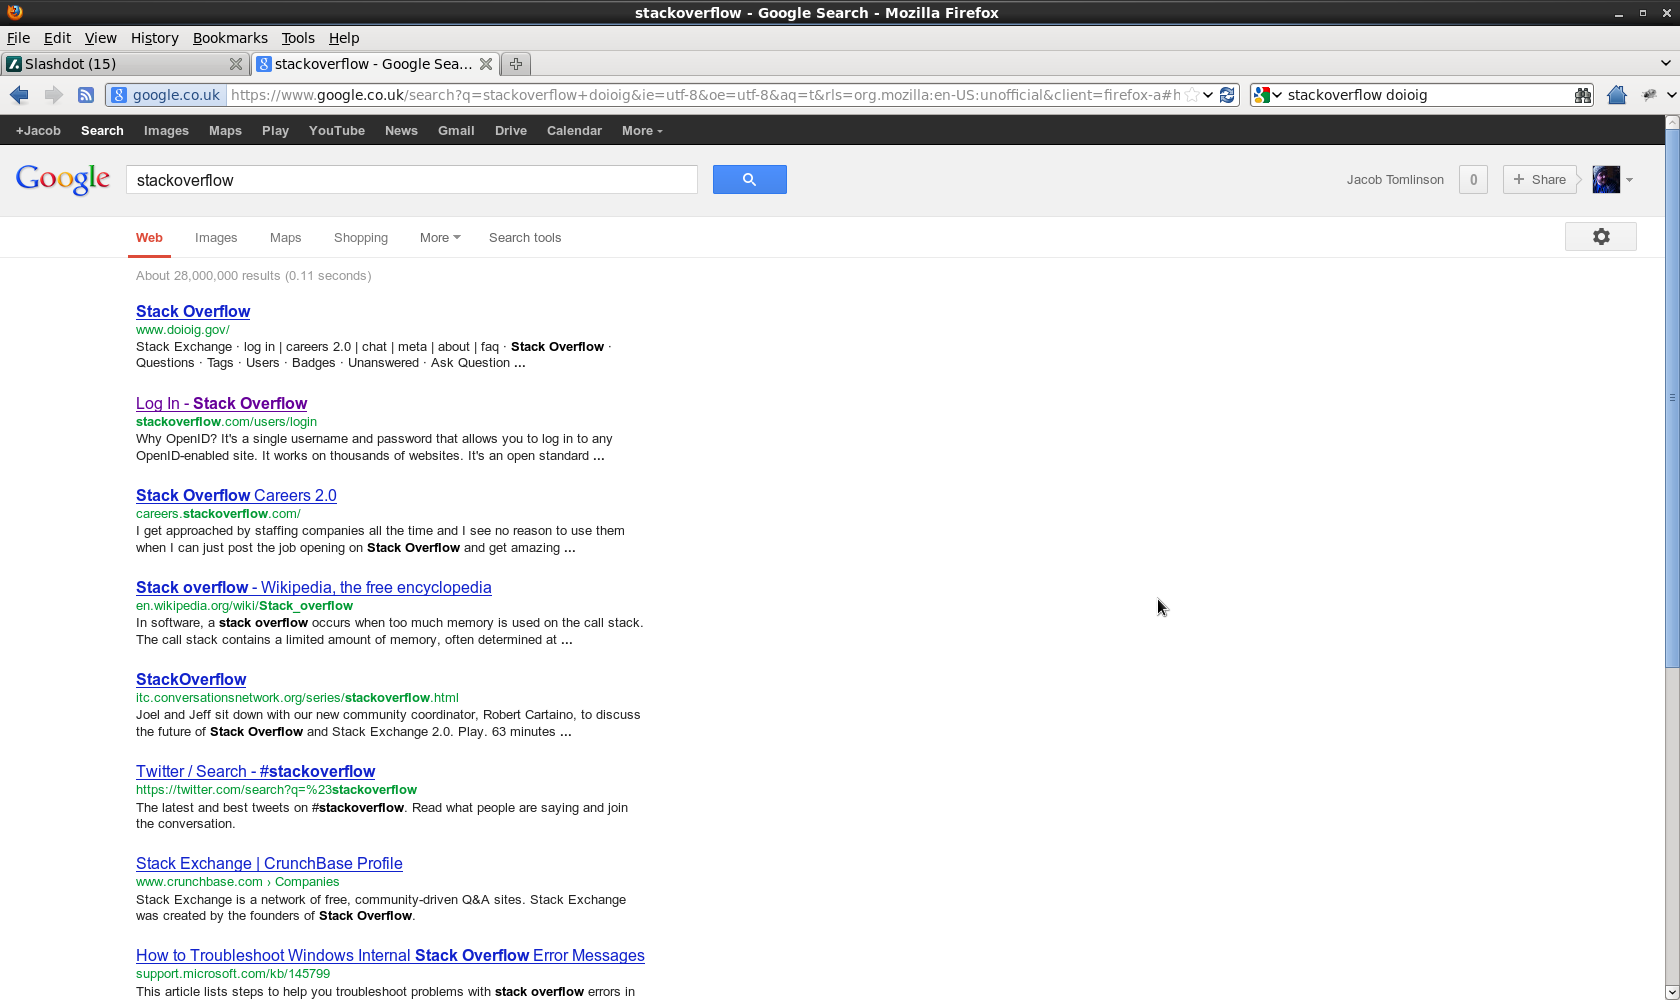 stackoverflow - Google Search - Mozilla Firefox
File Edit View History Bookmarks Tools Help
Slashdot (15)
stackoverflow - Google Sea...
google.co.uk https://www.google.co.uk/search?q=stackoverflow+doioig&ie=utf-8&oe=utf-8&aq=t&rls=org.mozilla:en-US:unofficial&client=firefox-a#h
stackoverflow doioig
+Jacob Search Images Maps Play YouTube News Gmail Drive Calendar More
Google
stackoverflow
Jacob Tomlinson 0 + Share
Web Images Maps Shopping More Search tools
About 28,000,000 results (0.11 seconds)
Stack Overflow
www.doioig.gov/
Stack Exchange · log in | careers 2.0 | chat | meta | about | faq · Stack Overflow ·
Questions · Tags · Users · Badges · Unanswered · Ask Question ...
Log In - Stack Overflow
stackoverflow.com/users/login
Why OpenID? It's a single username and password that allows you to log in to any
OpenID-enabled site. It works on thousands of websites. It's an open standard ...
Stack Overflow Careers 2.0
careers.stackoverflow.com/
I get approached by staffing companies all the time and I see no reason to use them
when I can just post the job opening on Stack Overflow and get amazing ...
Stack overflow - Wikipedia, the free encyclopedia
en.wikipedia.org/wiki/Stack_overflow
In software, a stack overflow occurs when too much memory is used on the call stack.
The call stack contains a limited amount of memory, often determined at ...
StackOverflow
itc.conversationsnetwork.org/series/stackoverflow.html
Joel and Jeff sit down with our new community coordinator, Robert Cartaino, to discuss
the future of Stack Overflow and Stack Exchange 2.0. Play. 63 minutes ...
Twitter / Search - #stackoverflow
https://twitter.com/search?q=%23stackoverflow
The latest and best tweets on #stackoverflow. Read what people are saying and join
the conversation.
Stack Exchange | CrunchBase Profile
www.crunchbase.com › Companies
Stack Exchange is a network of free, community-driven Q&A sites. Stack Exchange
was created by the founders of Stack Overflow.
How to Troubleshoot Windows Internal Stack Overflow Error Messages
support.microsoft.com/kb/145799
This article lists steps to help you troubleshoot problems with stack overflow errors in